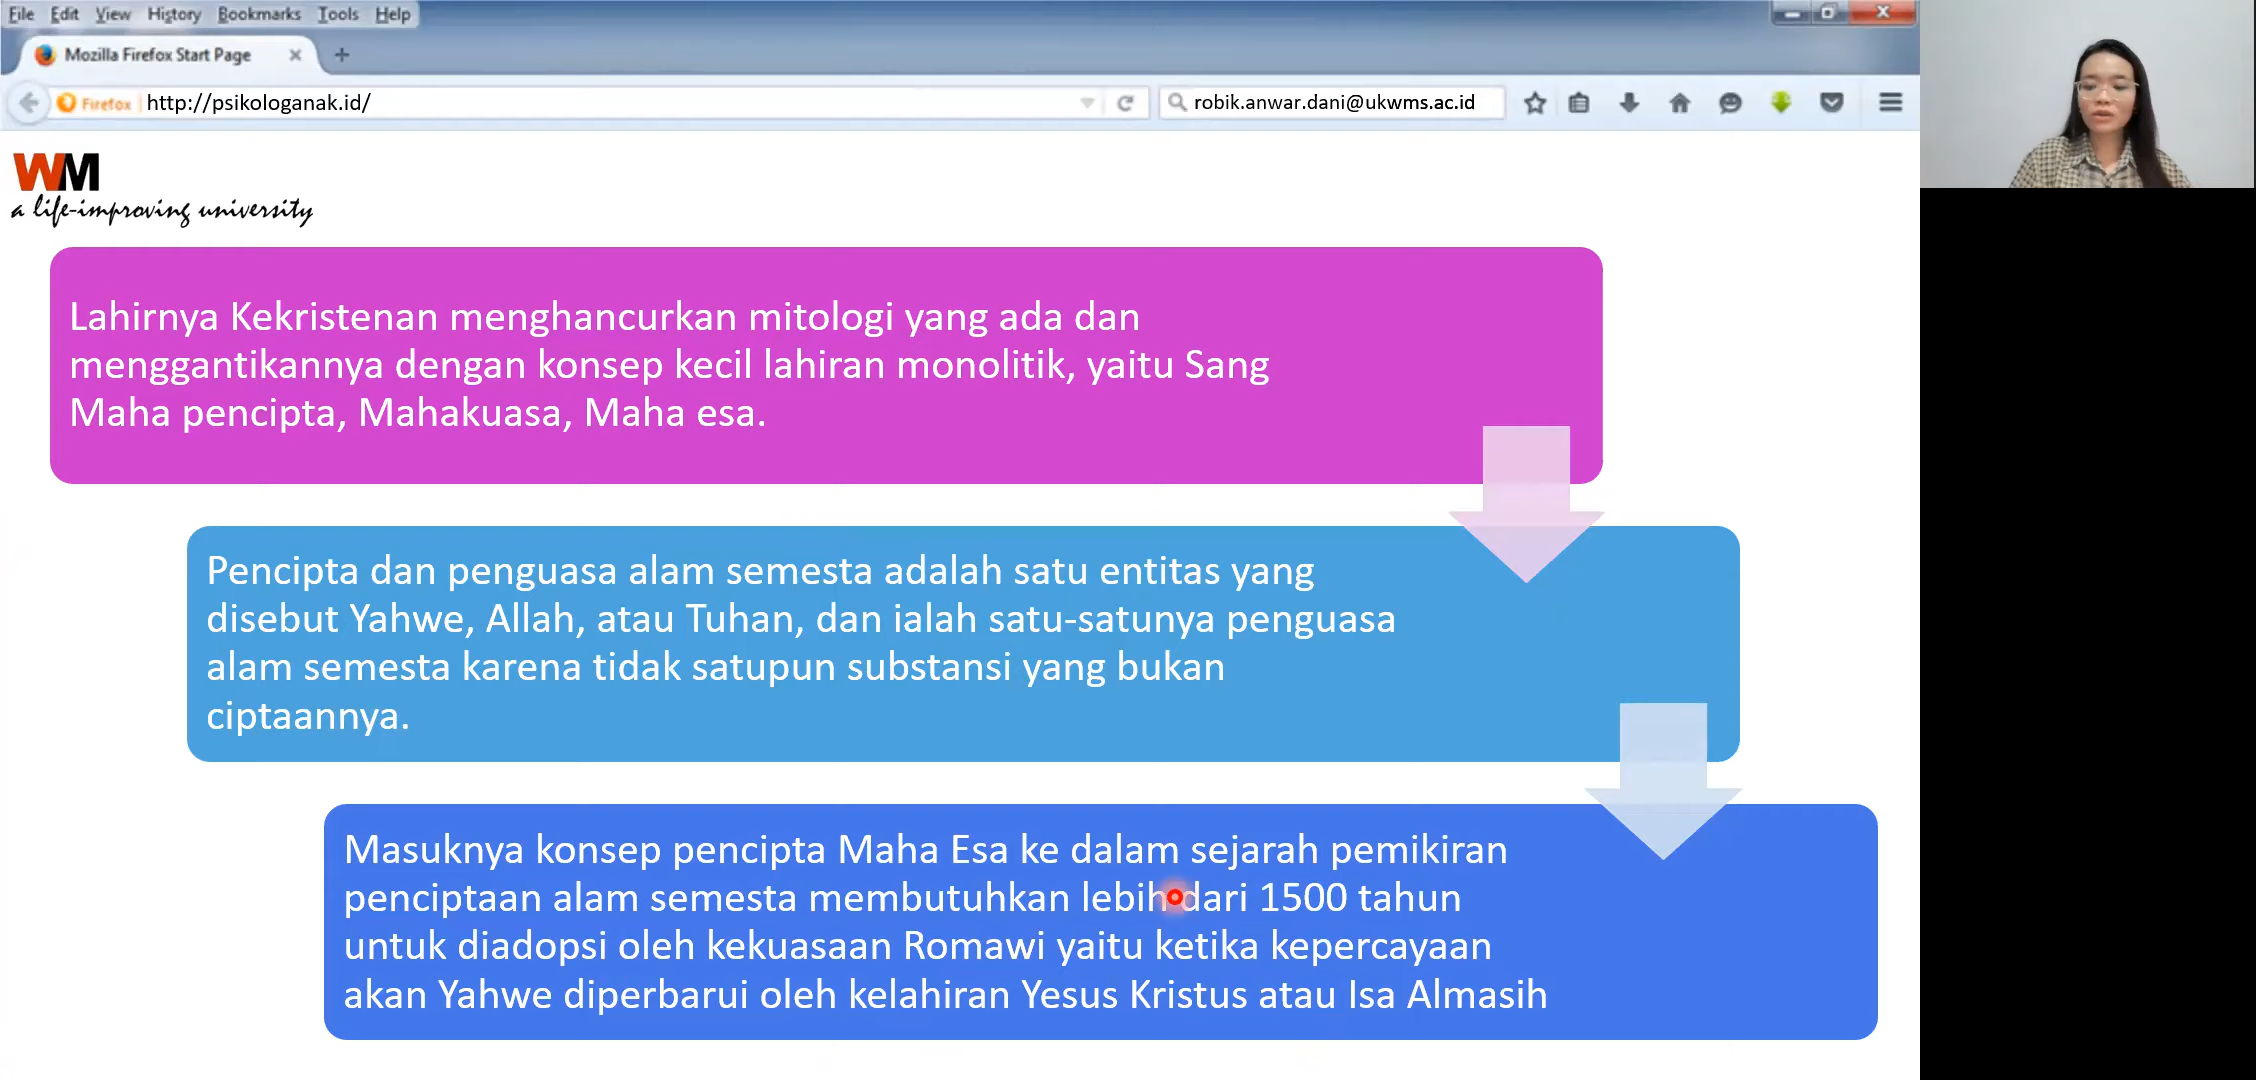 File Edit View History Bookmarks Tools Help
Mozilla Firefox Start Page
Firefox http://psikologanak.id/
robik.anwar.dani@ukwms.ac.id
WM
a life-improving university
Lahirnya Kekristenan menghancurkan mitologi yang ada dan
menggantikannya dengan konsep kecil lahiran monolitik, yaitu Sang
Maha pencipta, Mahakuasa, Maha esa.
Pencipta dan penguasa alam semesta adalah satu entitas yang
disebut Yahwe, Allah, atau Tuhan, dan ialah satu-satunya penguasa
alam semesta karena tidak satupun substansi yang bukan
ciptaannya.
Masuknya konsep pencipta Maha Esa ke dalam sejarah pemikiran
penciptaan alam semesta membutuhkan lebih dari 1500 tahun
untuk diadopsi oleh kekuasaan Romawi yaitu ketika kepercayaan
akan Yahwe diperbarui oleh kelahiran Yesus Kristus atau Isa Almasih